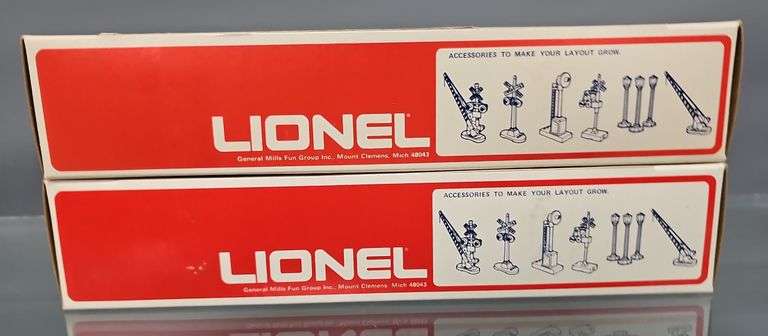 ACCESSORIES TO MAKE YOUR LAYOUT GROW.
LIONEL
General Mills Fun Group Inc., Mount Clemens, Mich 48043
ACCESSORIES TO MAKE YOUR LAYOUT GROW.
LIONEL
General Mills Fun Group Inc., Mount Clemens, Mich 48043